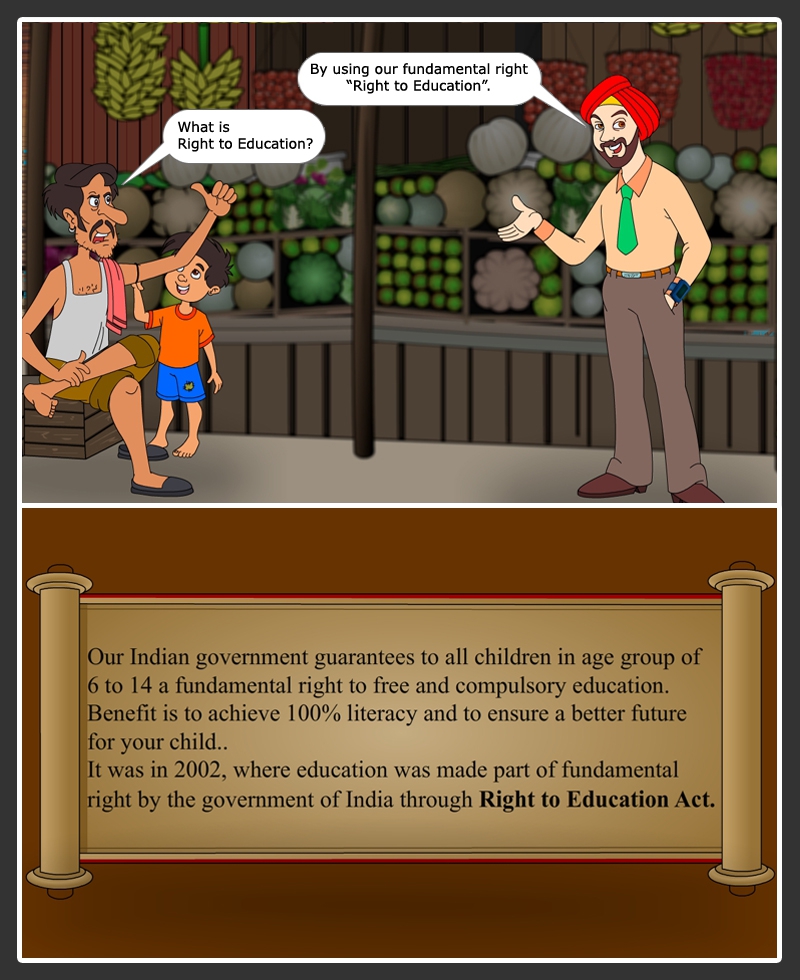 By using our fundamental right
“Right to Education”.
What is
Right to Education?
Our Indian government guarantees to all children in age group of
6 to 14 a fundamental right to free and compulsory education.
Benefit is to achieve 100% literacy and to ensure a better future
for your child..
It was in 2002, where education was made part of fundamental
right by the government of India through Right to Education Act.